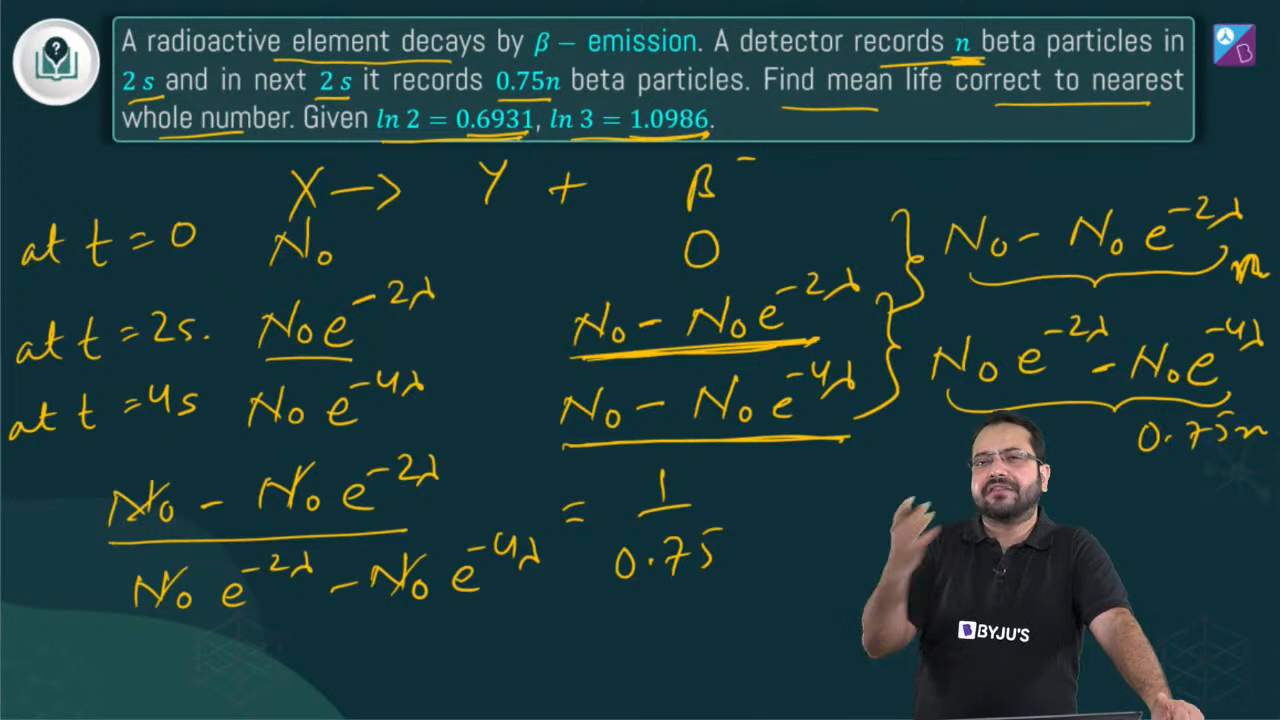 A radioactive element decays by β − emission. A detector records n beta particles in
2 s and in next 2 s it records 0.75n beta particles. Find mean life correct to nearest
whole number. Given ln 2 = 0.6931, ln 3 = 1.0986.
B
X → Y + β⁻
at t = 0 N₀ 0
N₀ − N₀e^(−2λ)
n
at t = 2s. N₀e^(−2λ) N₀ − N₀e^(−2λ)
N₀e^(−2λ) − N₀e^(−4λ)
0.75n
at t = 4s N₀e^(−4λ) N₀ − N₀e^(−4λ)
N₀ − N₀e^(−2λ) = 1
N₀e^(−2λ) − N₀e^(−4λ) 0.75
B BYJU'S
?